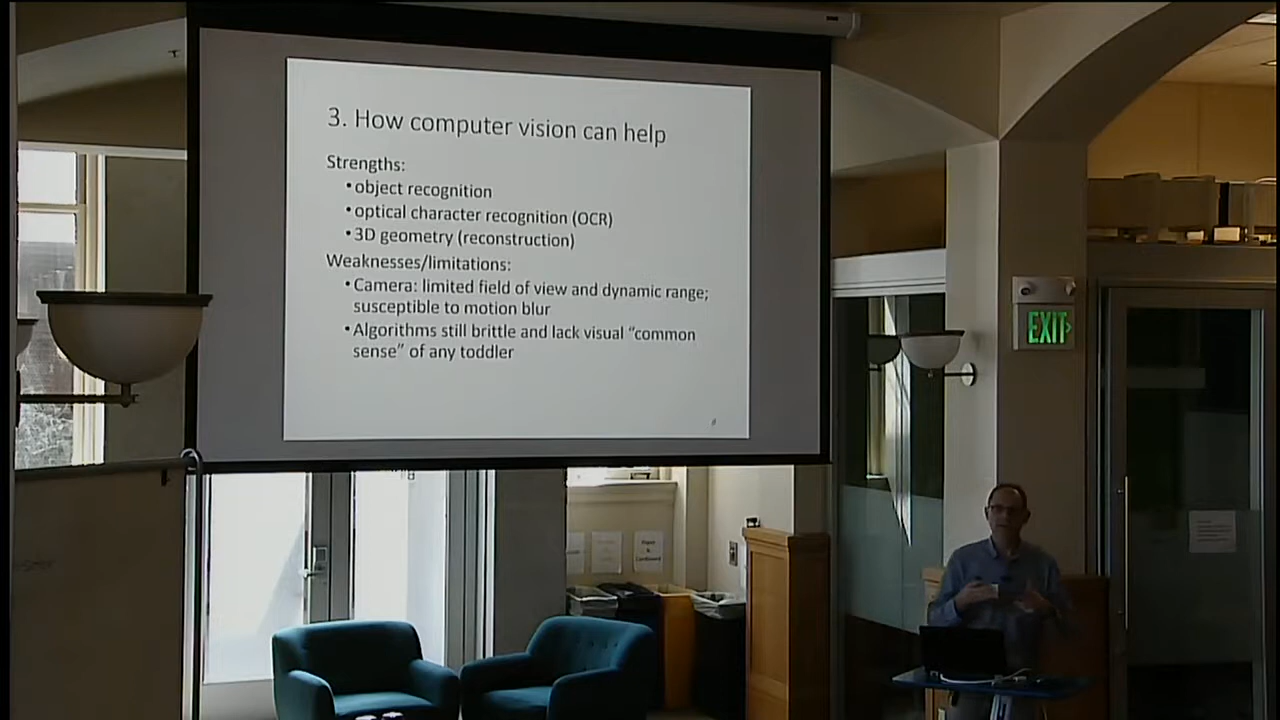 3. How computer vision can help
Strengths:
•object recognition
•optical character recognition (OCR)
•3D geometry (reconstruction)
Weaknesses/limitations:
•Camera: limited field of view and dynamic range;
susceptible to motion blur
•Algorithms still brittle and lack visual “common
sense” of any toddler
EXIT